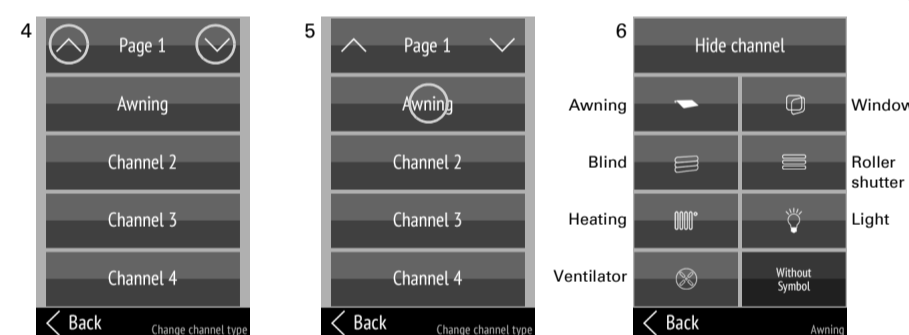 4
Page 1
Awning
Channel 2
Channel 3
Channel 4
Back
Change channel type
5
Page 1
Awning
Channel 2
Channel 3
Channel 4
Back
Change channel type
6
Hide channel
Awning
Window
Blind
Roller
shutter
Heating
Light
Ventilator
Without
Symbol
Back
Awning